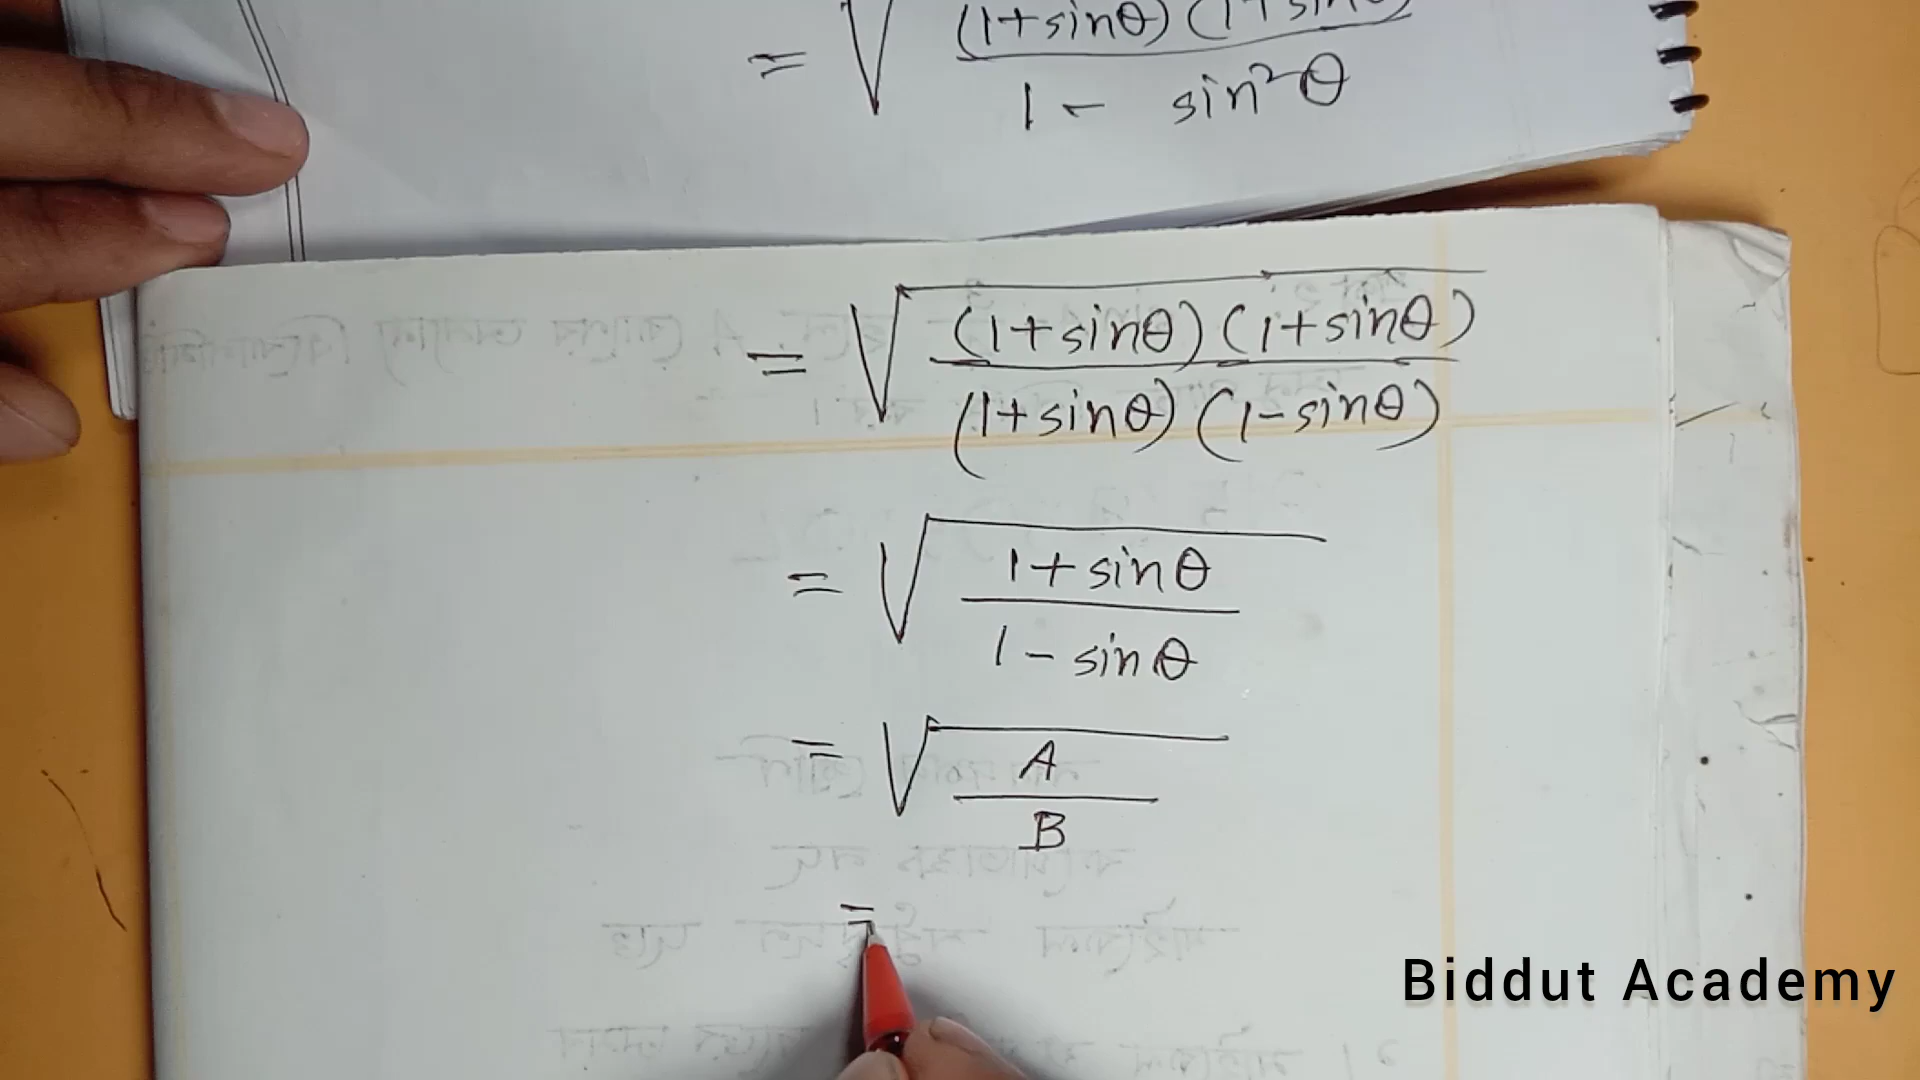 = √ (1+sinθ) (1+sinθ) / 1 - sin²θ
= √ (1+sinθ) (1+sinθ) / (1+sinθ) (1-sinθ)
= √ 1+sinθ / 1-sinθ
= √ A / B
=
Biddut Academy